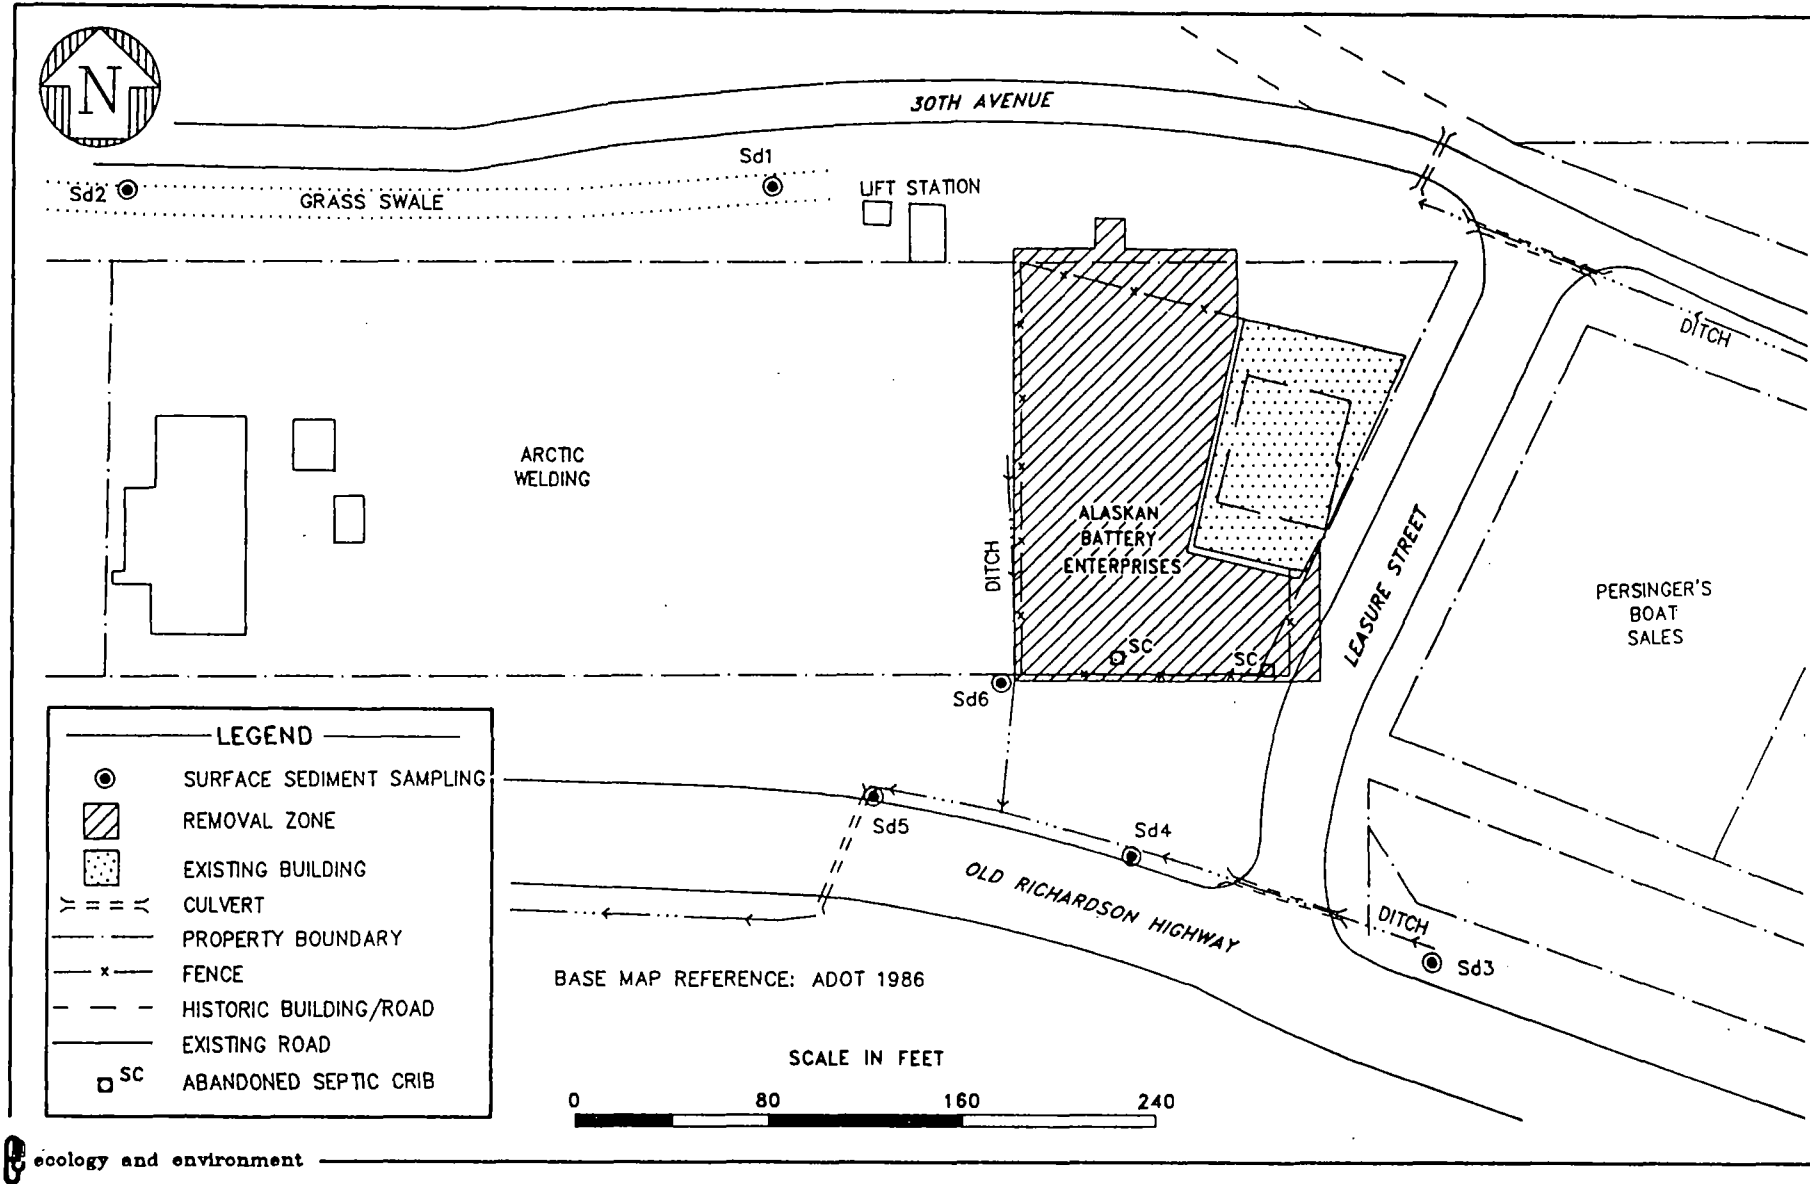 N
30TH AVENUE
Sd1
Sd2
GRASS SWALE
LIFT STATION
DITCH
ARCTIC
WELDING
ALASKAN
BATTERY
ENTERPRISES
DITCH
LEASURE STREET
PERSINGER'S
BOAT
SALES
SC
SC
Sd6
Sd5
Sd4
OLD RICHARDSON HIGHWAY
DITCH
Sd3
LEGEND
SURFACE SEDIMENT SAMPLING
REMOVAL ZONE
EXISTING BUILDING
CULVERT
PROPERTY BOUNDARY
FENCE
HISTORIC BUILDING/ROAD
EXISTING ROAD
SC ABANDONED SEPTIC CRIB
BASE MAP REFERENCE: ADOT 1986
SCALE IN FEET
0 80 160 240
ecology and environment